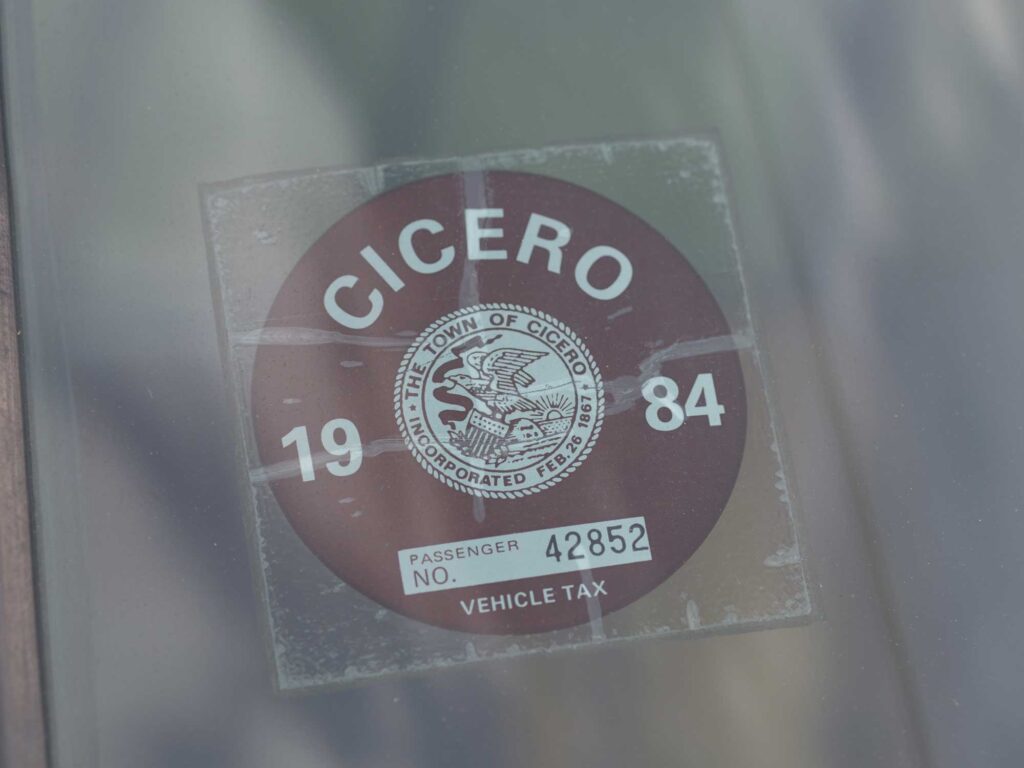 CICERO
19 84
★ THE TOWN OF CICERO ★
INCORPORATED FEB. 26 1867
PASSENGER
NO. 42852
VEHICLE TAX